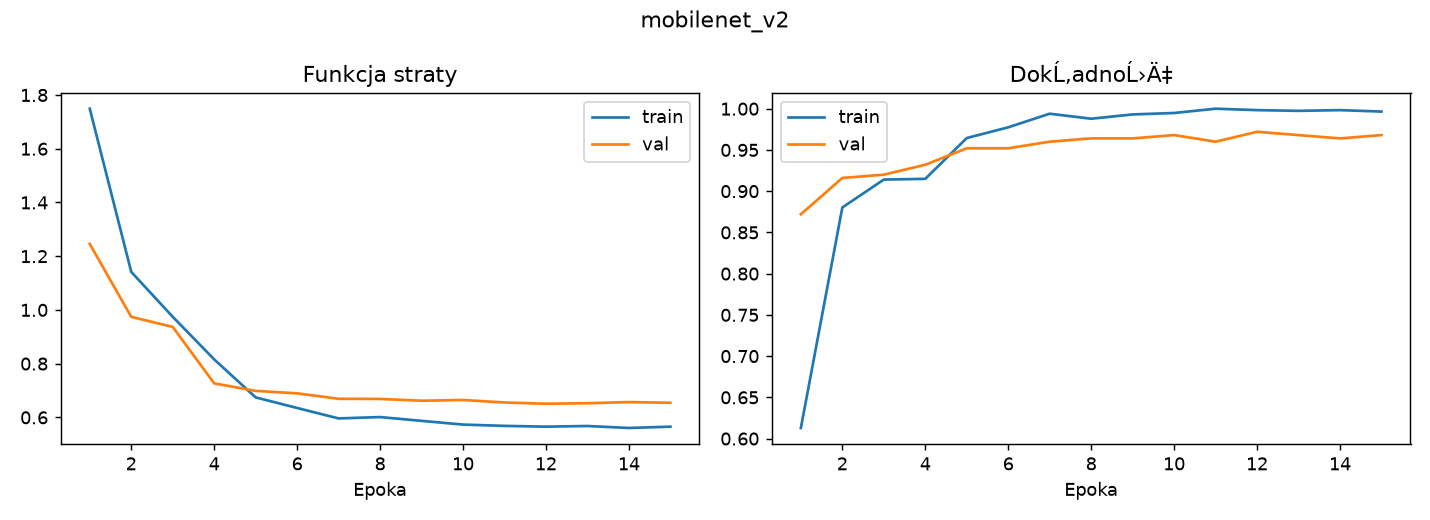 mobilenet_v2
Funkcja straty
train
val
1.8
1.6
1.4
1.2
1.0
0.8
0.6
2 4 6 8 10 12 14
Epoka
DokĹ‚adnoĹ›Ä‡
train
val
1.00
0.95
0.90
0.85
0.80
0.75
0.70
0.65
0.60
2 4 6 8 10 12 14
Epoka